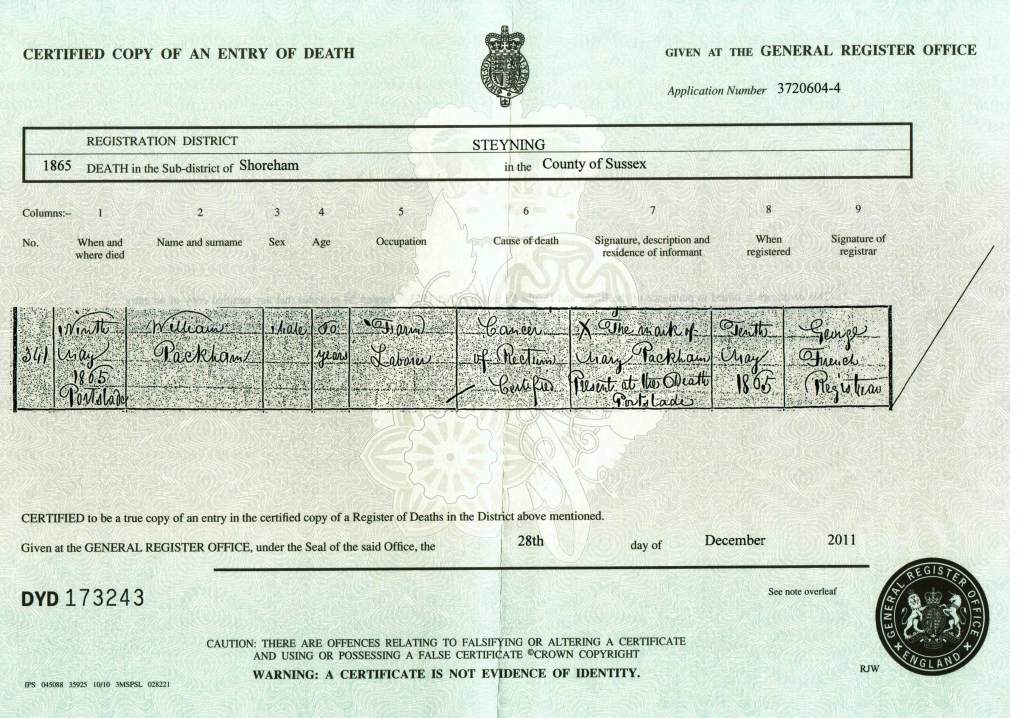 CERTIFIED COPY OF AN ENTRY OF DEATH
GIVEN AT THE GENERAL REGISTER OFFICE
Application Number 3720604-4
REGISTRATION DISTRICT STEYNING
1865 DEATH in the Sub-district of Shoreham in the County of Sussex
Columns:– 1 2 3 4 5 6 7 8 9
No. When and where died Name and surname Sex Age Occupation Cause of death Signature, description and residence of informant When registered Signature of registrar
Ninth William Male Farm Cancer X The mark of Tenth George
341 May Packham years Laborer of Rectum Mary Packham May French
1865 Certified Present at the Death 1865 Registrar
Portslade Portslade
CERTIFIED to be a true copy of an entry in the certified copy of a Register of Deaths in the District above mentioned.
Given at the GENERAL REGISTER OFFICE, under the Seal of the said Office, the 28th day of December 2011
DYD 173243
See note overleaf
GENERAL REGISTER OFFICE
ENGLAND
CAUTION: THERE ARE OFFENCES RELATING TO FALSIFYING OR ALTERING A CERTIFICATE
AND USING OR POSSESSING A FALSE CERTIFICATE ©CROWN COPYRIGHT
WARNING: A CERTIFICATE IS NOT EVIDENCE OF IDENTITY.
RJW
IPS 045088 35925 10/10 3MSPSL 028221